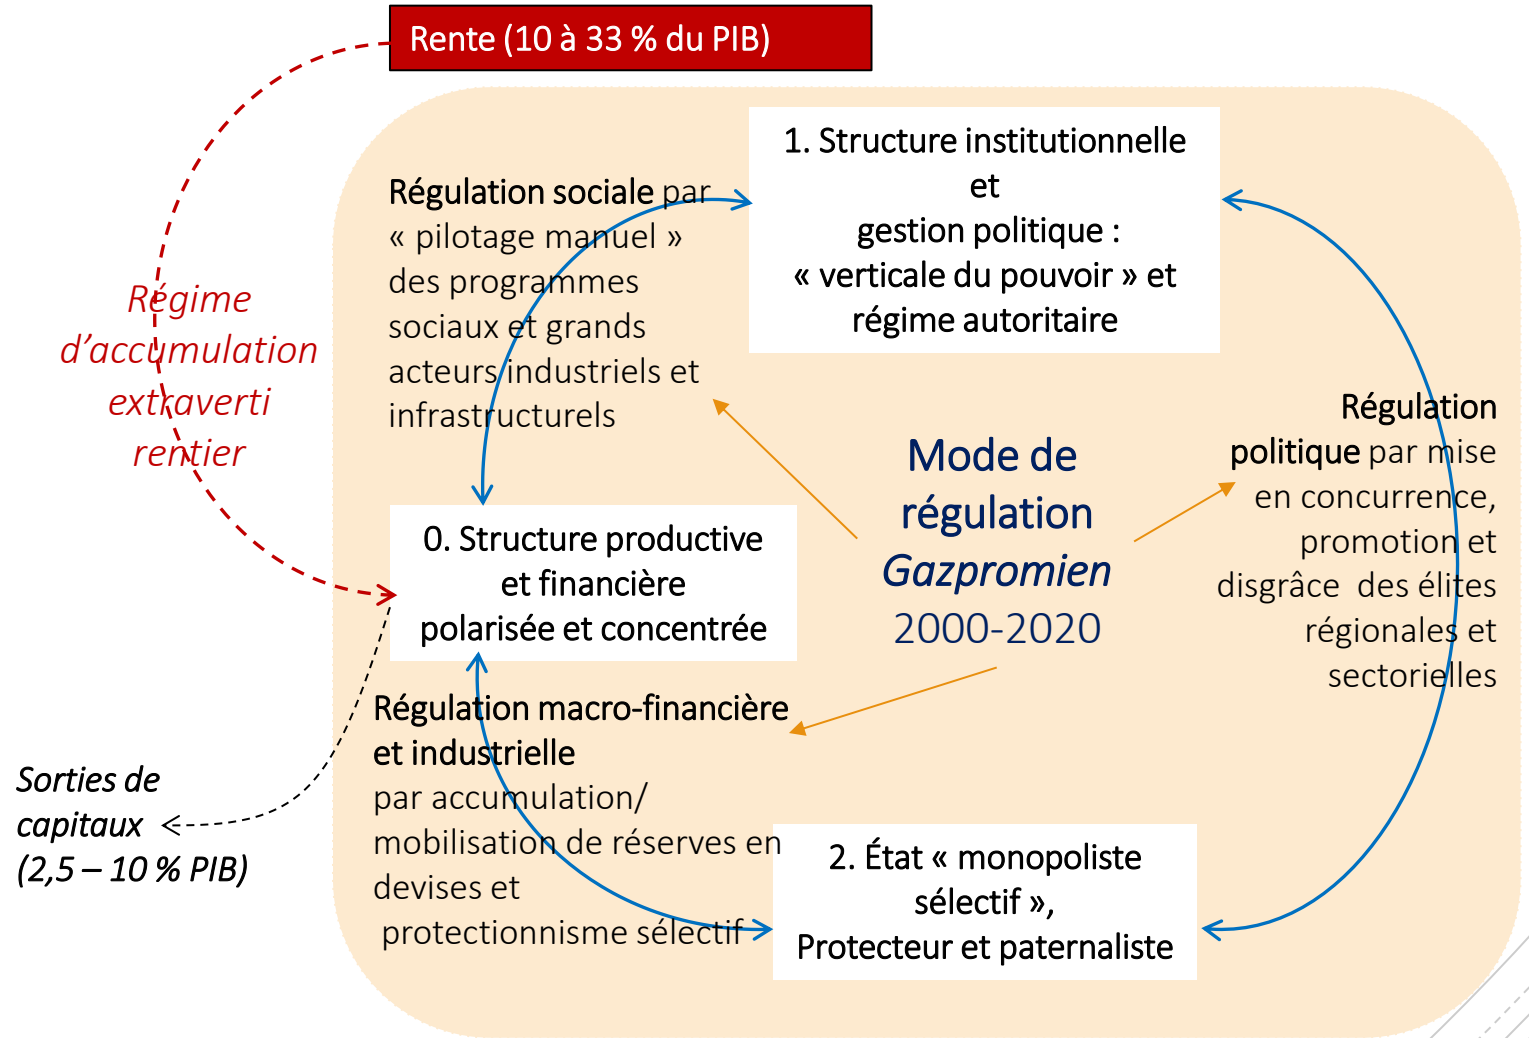 Rente (10 à 33 % du PIB)
1. Structure institutionnelle
et
gestion politique :
« verticale du pouvoir » et
régime autoritaire
Régulation sociale par
« pilotage manuel »
des programmes
sociaux et grands
acteurs industriels et
infrastructurels
Régime
d’accumulation
extraverti
rentier
Régulation
politique par mise
en concurrence,
promotion et
disgrâce  des élites
régionales et
sectorielles
Mode de
régulation
Gazpromien
2000-2020
0. Structure productive
et financière
polarisée et concentrée
Régulation macro-financière
et industrielle
par accumulation/
mobilisation de réserves en
devises et
protectionnisme sélectif
Sorties de
capitaux
(2,5 – 10 % PIB)
2. État « monopoliste
sélectif »,
Protecteur et paternaliste